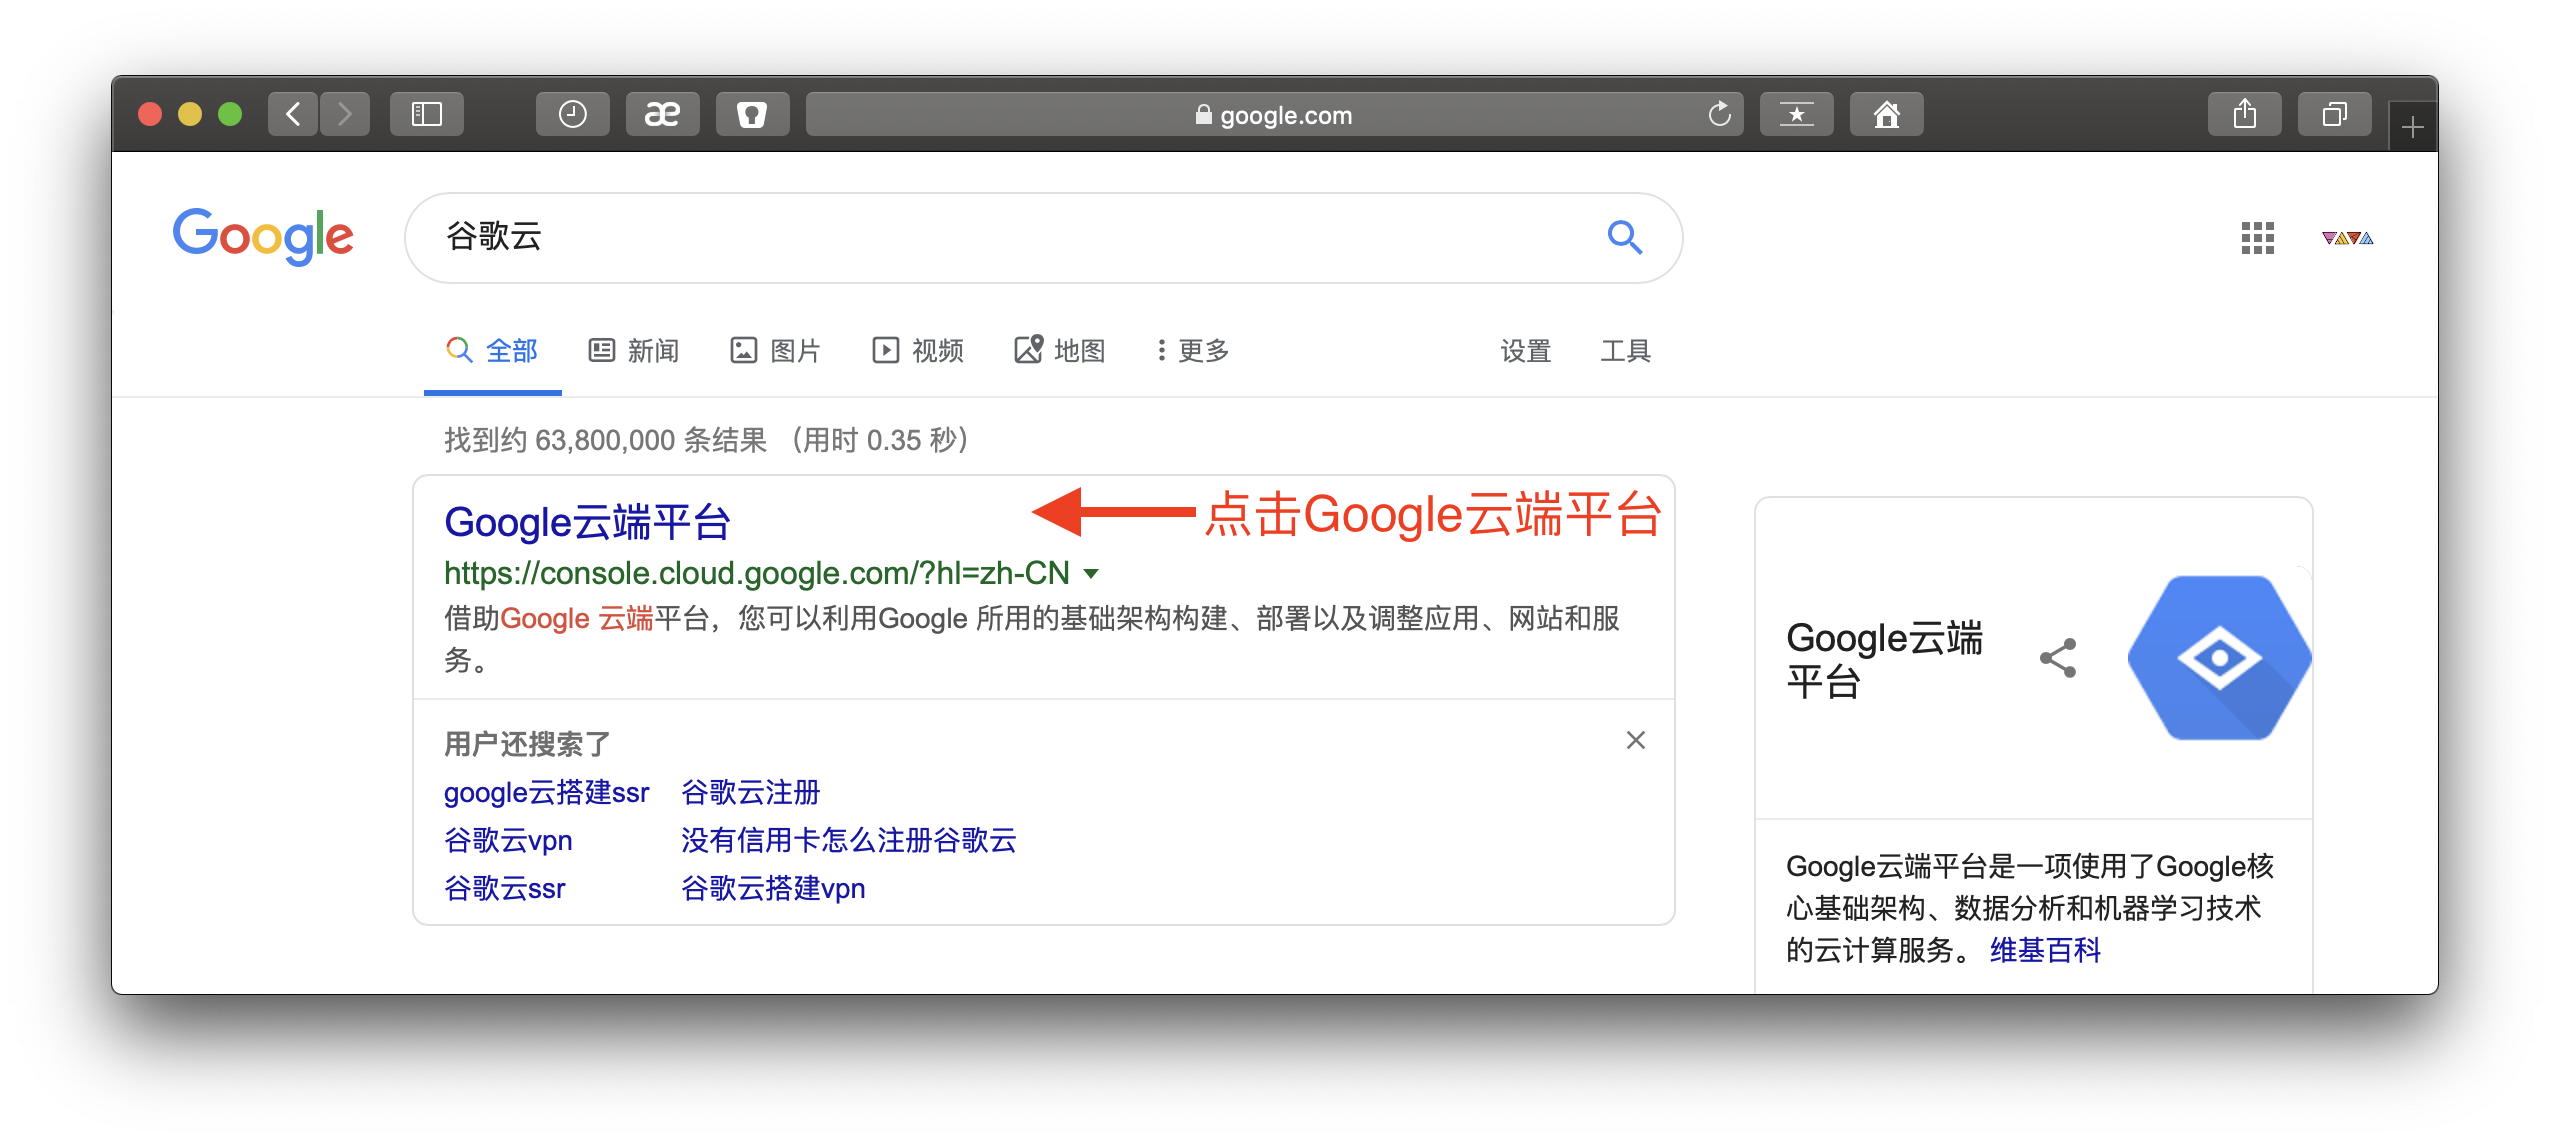 google.com
Google
谷歌云
全部 新闻 图片 视频 地图 更多 设置 工具
找到约 63,800,000 条结果 （用时 0.35 秒）
Google云端平台
点击Google云端平台
https://console.cloud.google.com/?hl=zh-CN
借助Google 云端平台，您可以利用Google 所用的基础架构构建、部署以及调整应用、网站和服
务。
用户还搜索了
google云搭建ssr 谷歌云注册
谷歌云vpn 没有信用卡怎么注册谷歌云
谷歌云ssr 谷歌云搭建vpn
Google云端
平台
Google云端平台是一项使用了Google核
心基础架构、数据分析和机器学习技术
的云计算服务。 维基百科